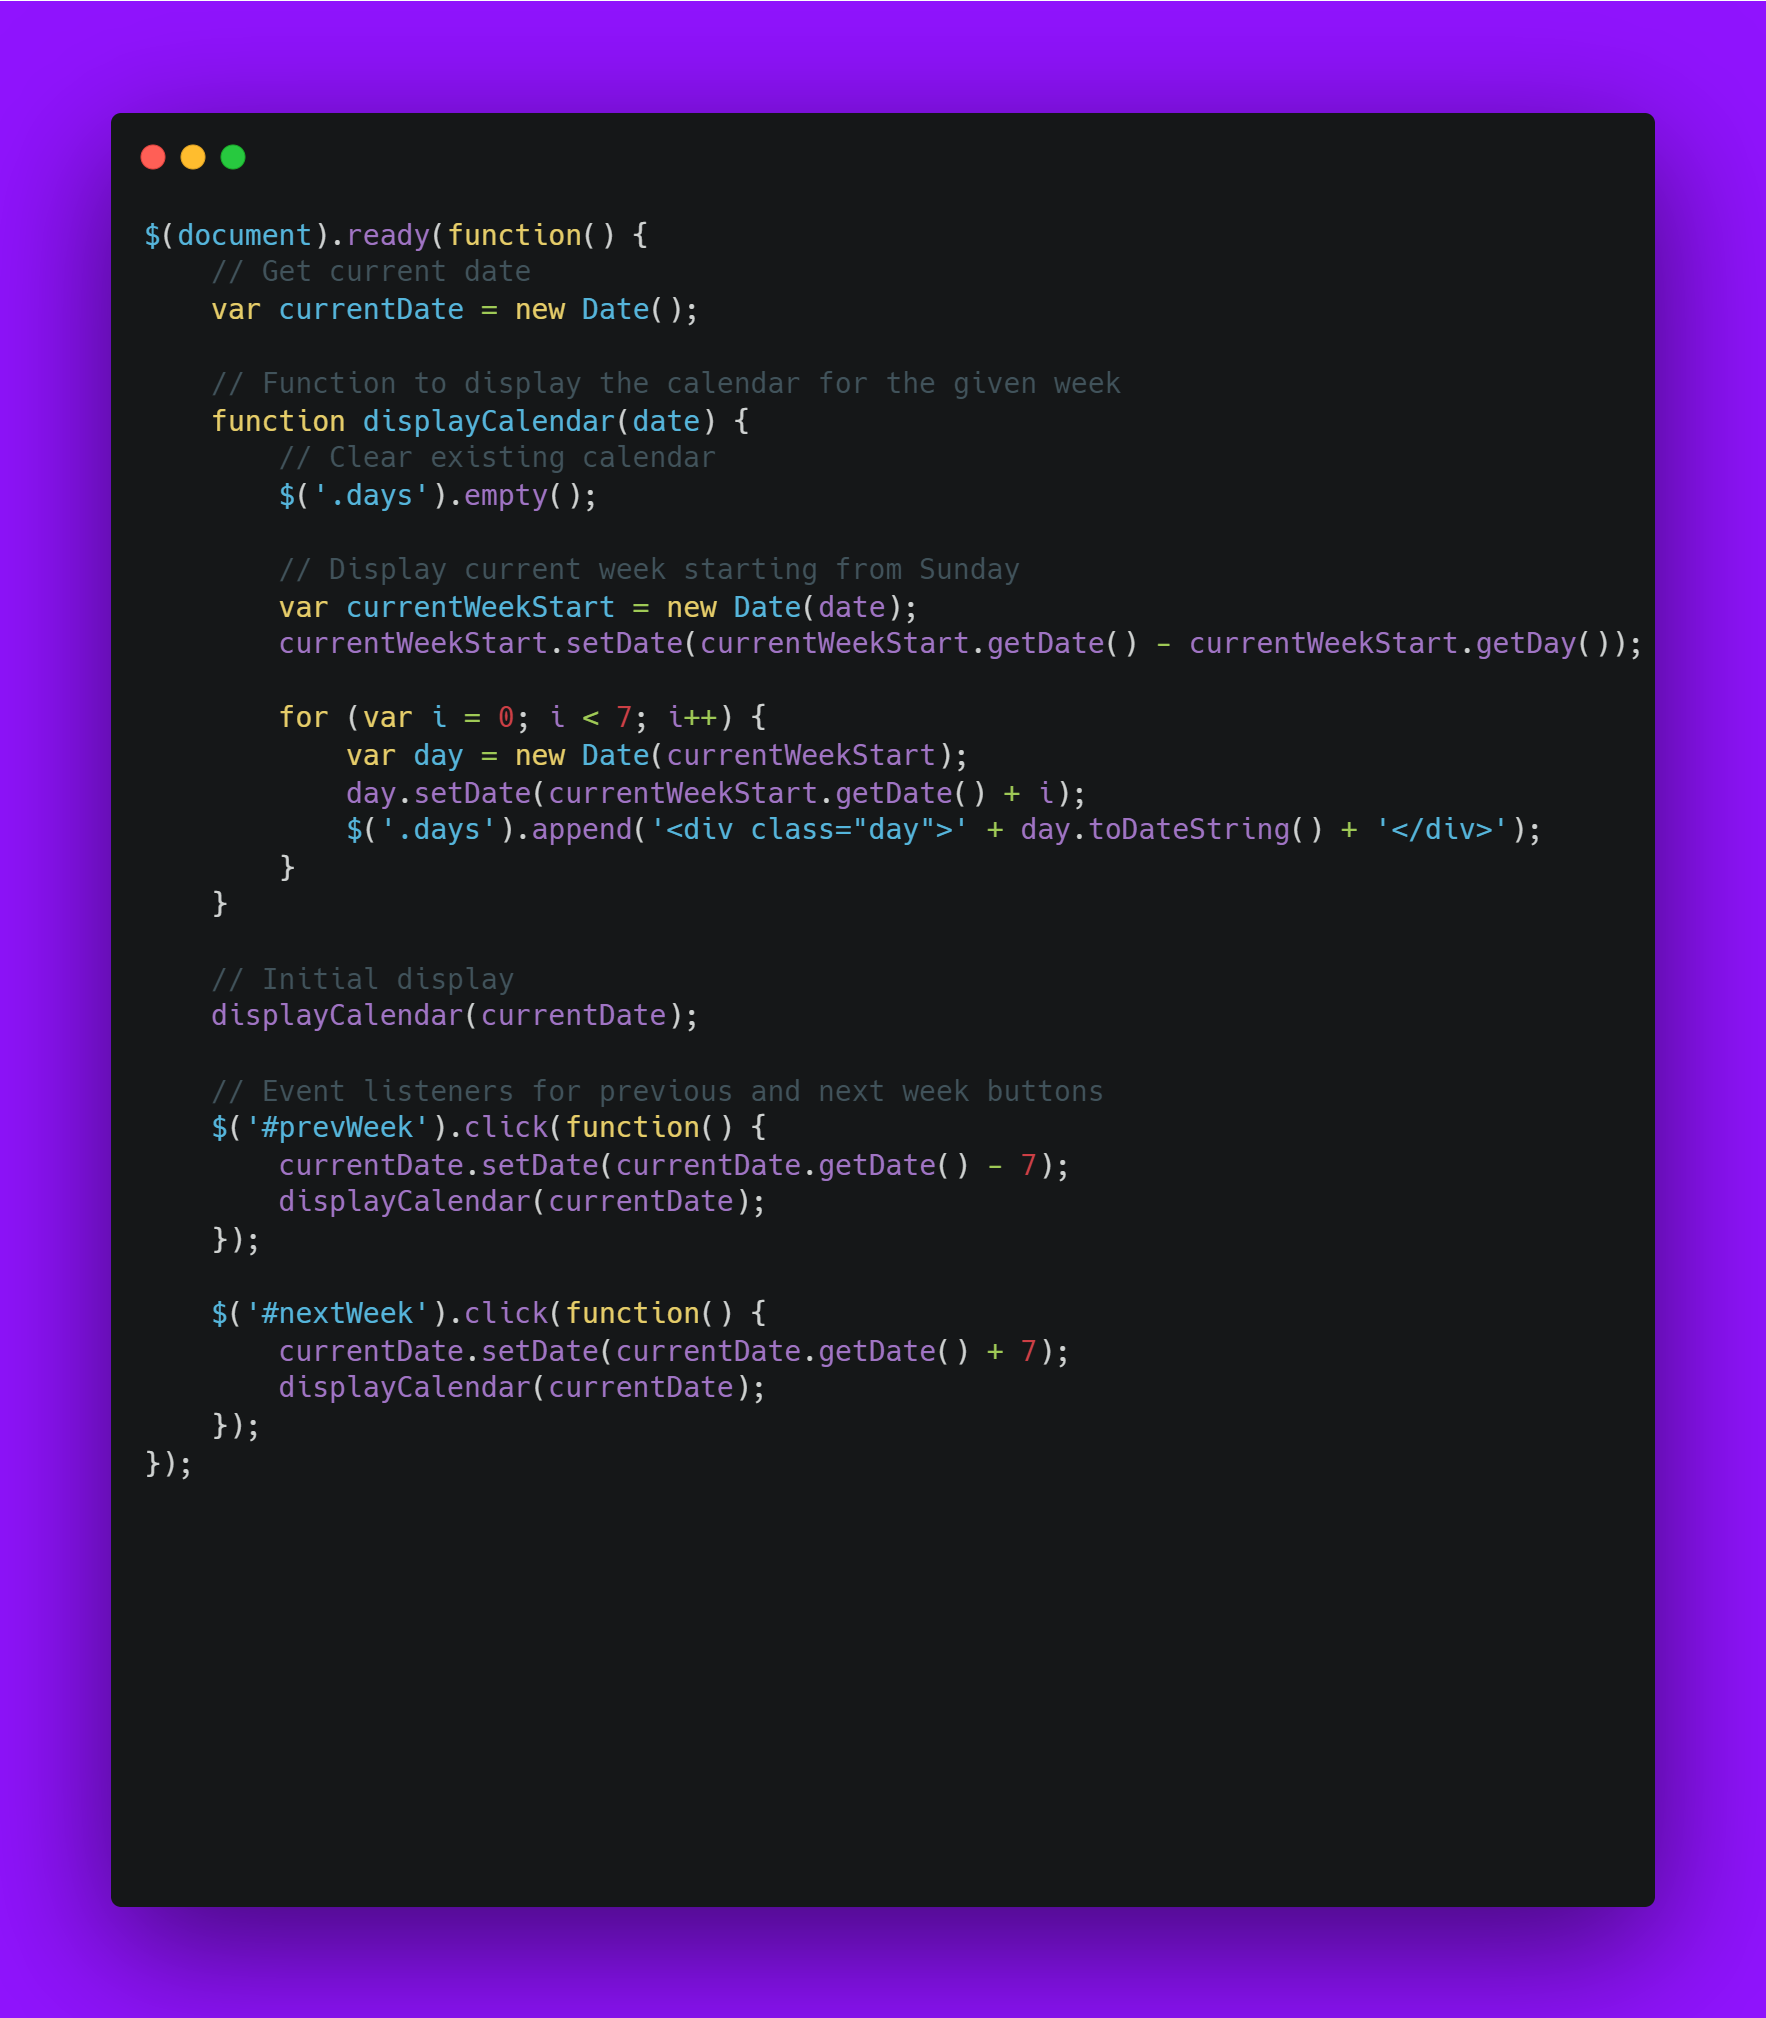 $(document).ready(function() {
    // Get current date
    var currentDate = new Date();

    // Function to display the calendar for the given week
    function displayCalendar(date) {
        // Clear existing calendar
        $('.days').empty();

        // Display current week starting from Sunday
        var currentWeekStart = new Date(date);
        currentWeekStart.setDate(currentWeekStart.getDate() - currentWeekStart.getDay());

        for (var i = 0; i < 7; i++) {
            var day = new Date(currentWeekStart);
            day.setDate(currentWeekStart.getDate() + i);
            $('.days').append('<div class="day">' + day.toDateString() + '</div>');
        }
    }

    // Initial display
    displayCalendar(currentDate);

    // Event listeners for previous and next week buttons
    $('#prevWeek').click(function() {
        currentDate.setDate(currentDate.getDate() - 7);
        displayCalendar(currentDate);
    });

    $('#nextWeek').click(function() {
        currentDate.setDate(currentDate.getDate() + 7);
        displayCalendar(currentDate);
    });
});